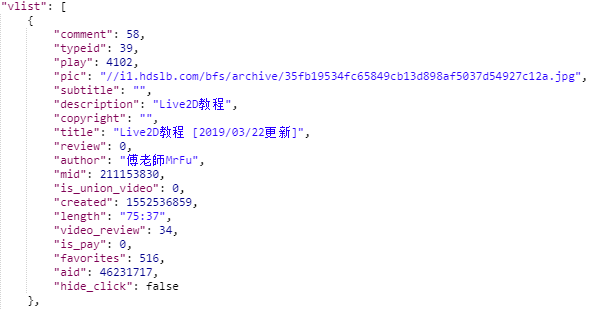 "vlist": [
{
"comment": 58,
"typeid": 39,
"play": 4102,
"pic": "//i1.hdslb.com/bfs/archive/35fb19534fc65849cb13d898af5037d54927c12a.jpg",
"subtitle": "",
"description": "Live2D教程",
"copyright": "",
"title": "Live2D教程 [2019/03/22更新]",
"review": 0,
"author": "傅老師MrFu",
"mid": 211153830,
"is_union_video": 0,
"created": 1552536859,
"length": "75:37",
"video_review": 34,
"is_pay": 0,
"favorites": 516,
"aid": 46231717,
"hide_click": false
},